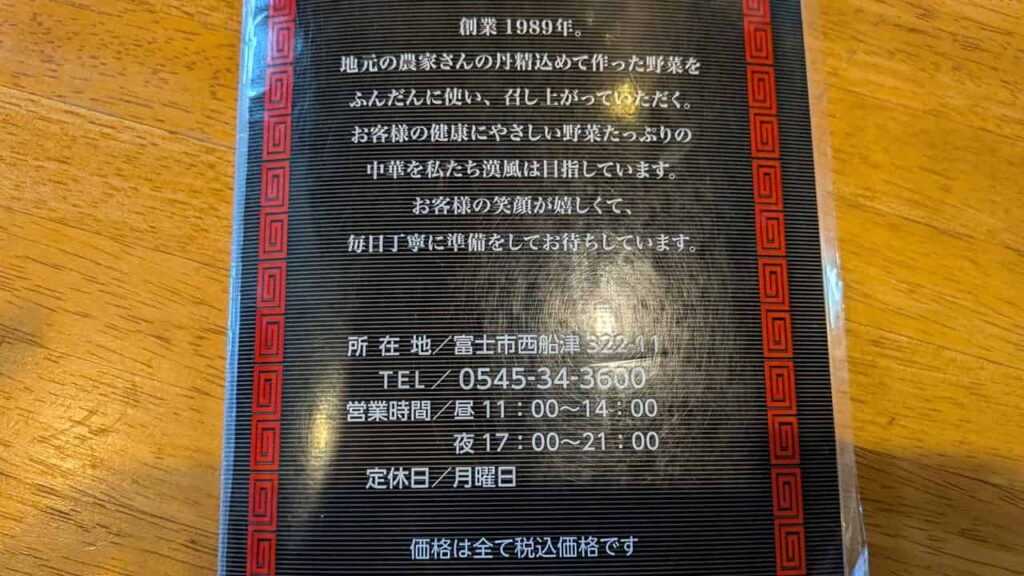 創業1989年。
地元の農家さんの丹精込めて作った野菜を
ふんだんに使い、召し上がっていただく。
お客様の健康にやさしい野菜たっぷりの
中華を私たち漢風は目指しています。
お客様の笑顔が嬉しくて、
毎日丁寧に準備をしてお待ちしています。
所在地／富士市西船津322-11
TEL／0545-34-3600
営業時間／昼11：00〜14：00
夜17：00〜21：00
定休日／月曜日
価格は全て税込価格です